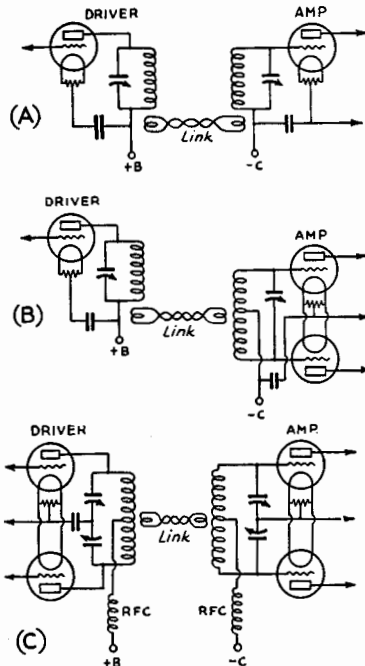 DRIVER
AMP
(A)
Link
+B
-C
DRIVER
AMP
(B)
Link
+B
-C
DRIVER
AMP.
Link
RFC
RFC
(C)
+B
-C